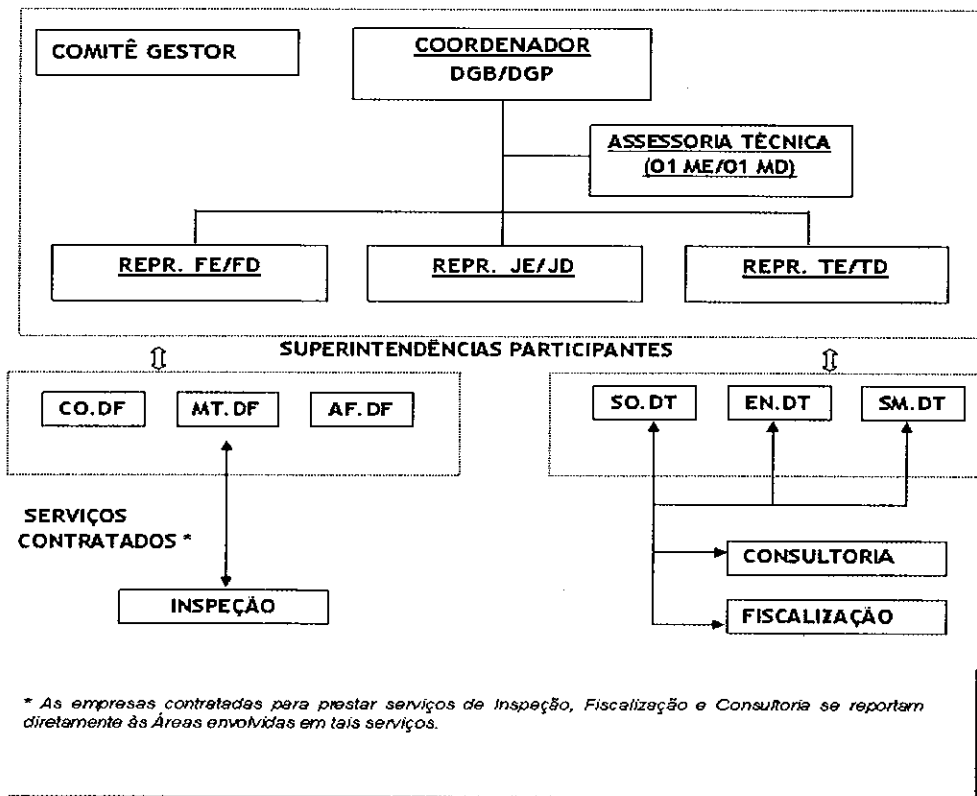 COMITÊ GESTOR
COORDENADOR
DGB/DGP
ASSESSORIA TÉCNICA
(01 ME/01 MD)
REPR. FE/FD
REPR. JE/JD
REPR. TE/TD
SUPERINTENDÊNCIAS PARTICIPANTES
CO.DF
MT.DF
AF.DF
SO.DT
EN.DT
SM.DT
SERVIÇOS
CONTRATADOS *
INSPEÇÃO
CONSULTORIA
FISCALIZAÇÃO
* As empresas contratadas para prestar serviços de Inspeção, Fiscalização e Consultoria se reportam
diretamente às Áreas envolvidas em tais serviços.